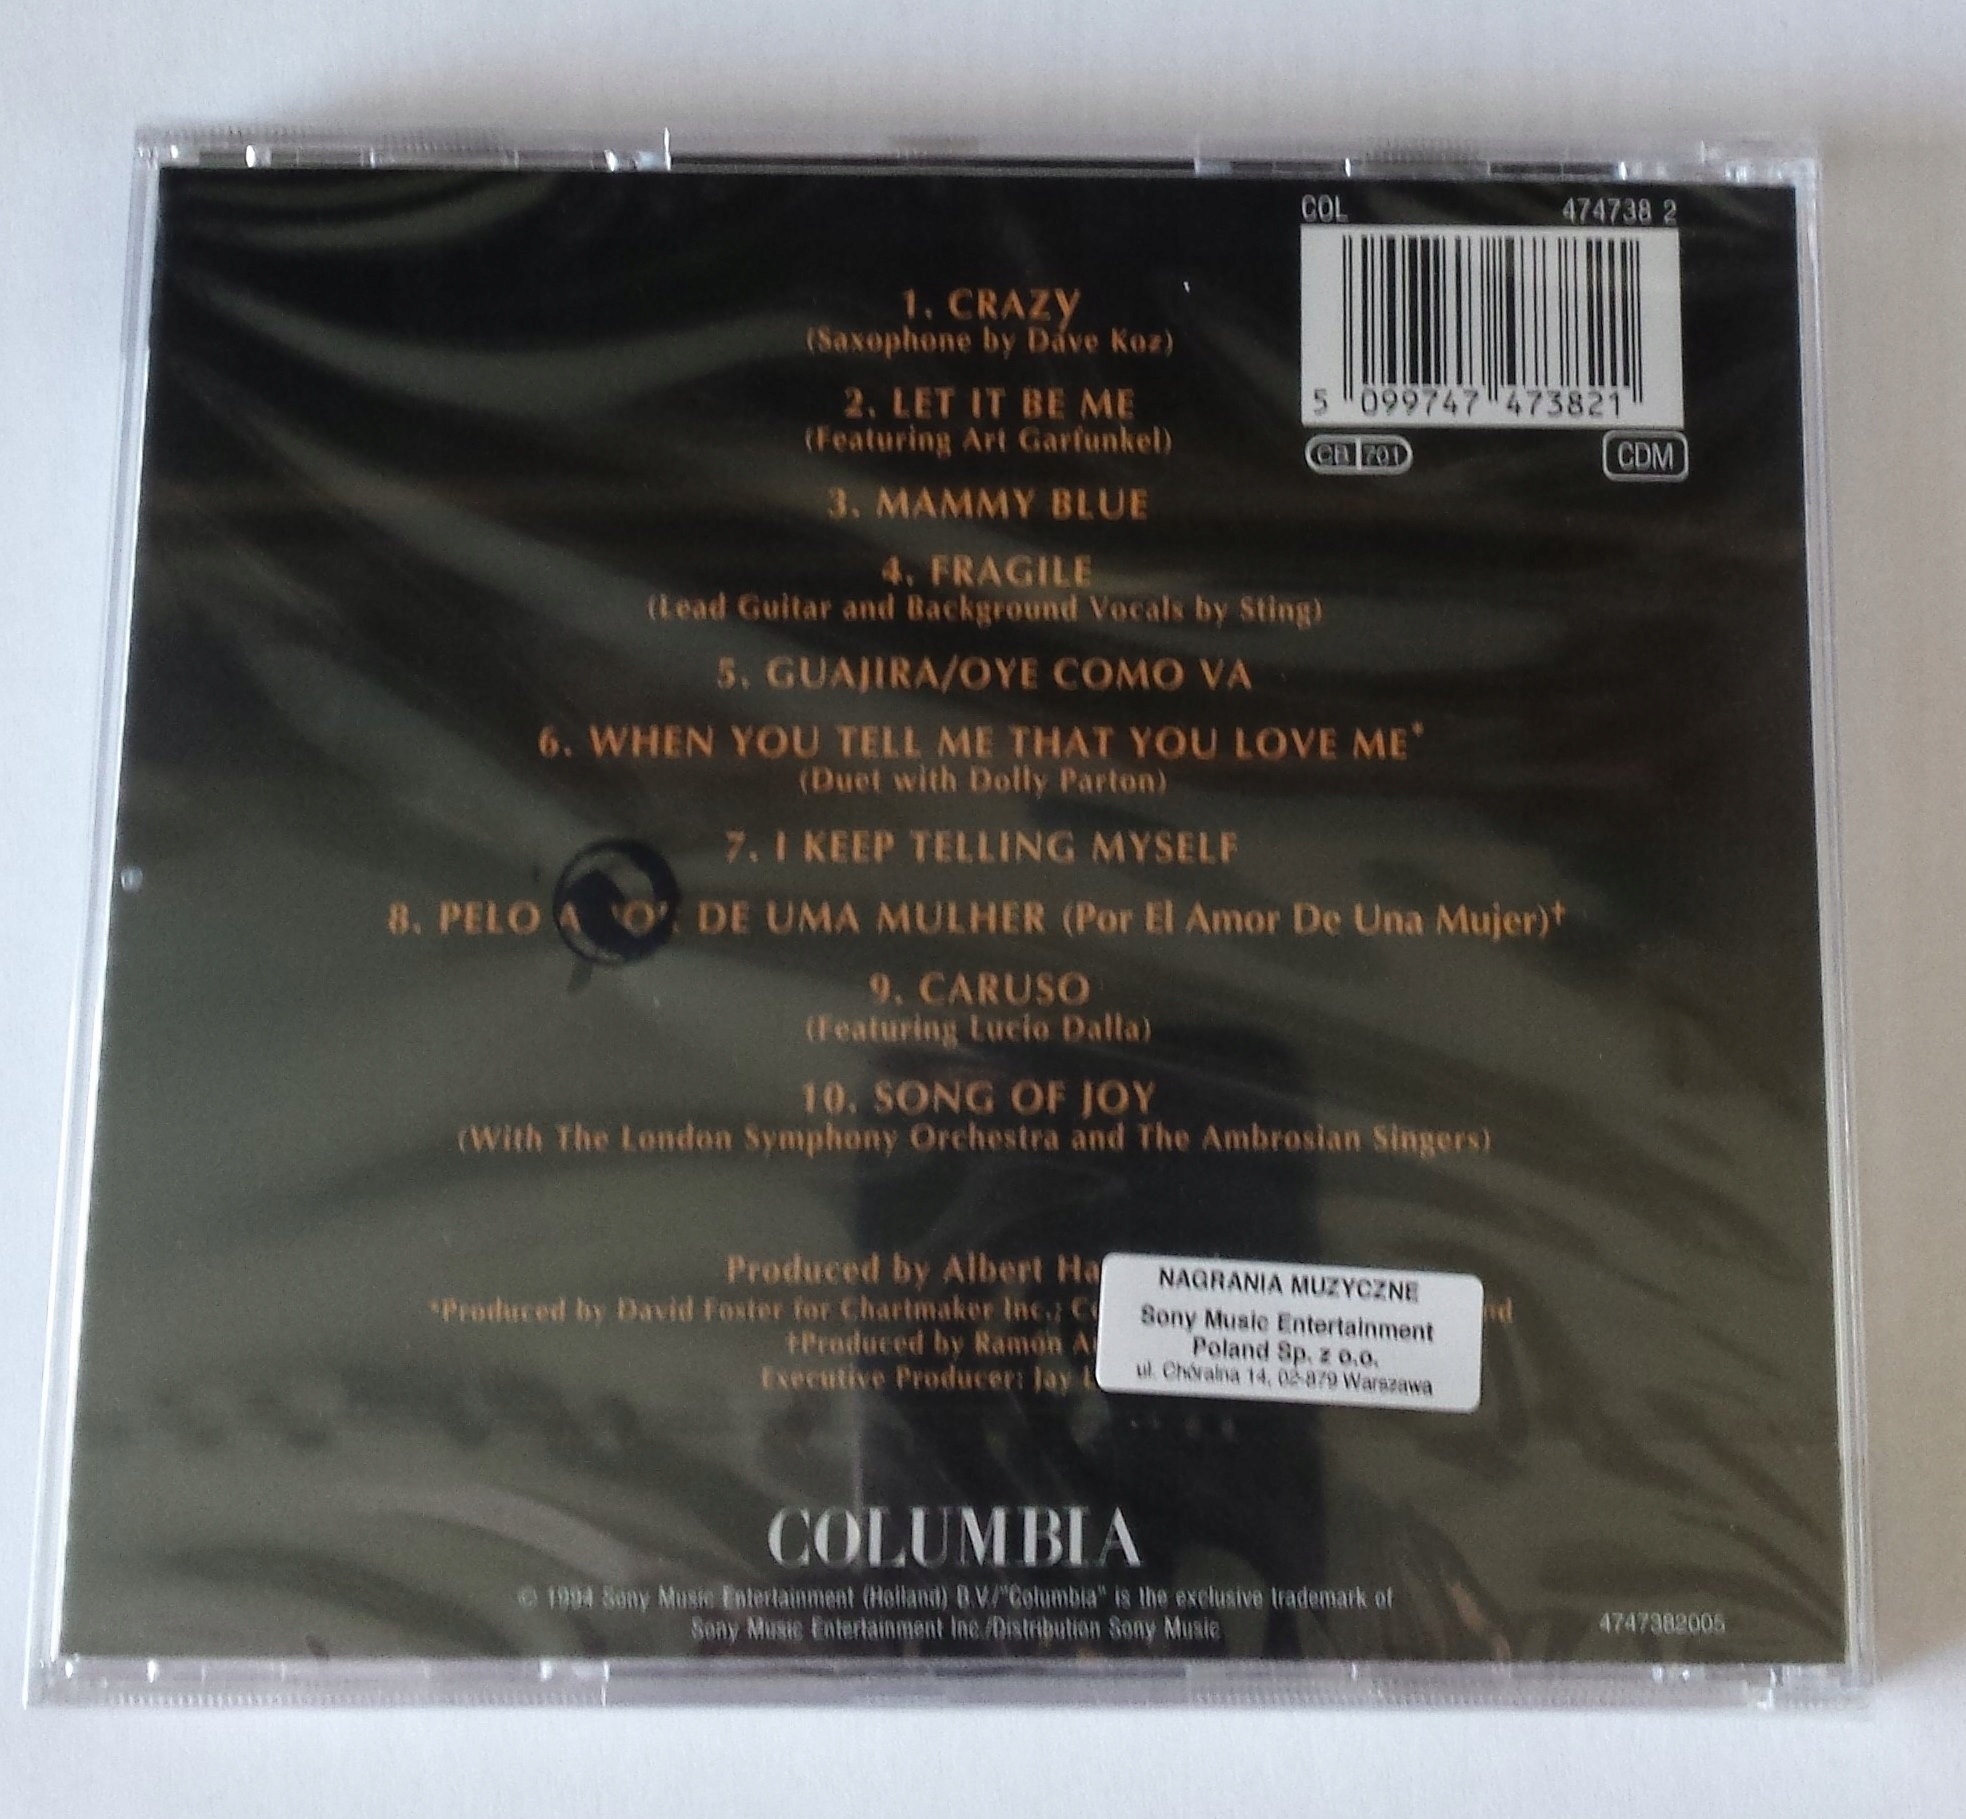 COL 474738 2
5 099747 473821
CB 701 CDM
1. CRAZY
(Saxophone by Dave Koz)
2. LET IT BE ME
(Featuring Art Garfunkel)
3. MAMMY BLUE
4. FRAGILE
(Lead Guitar and Background Vocals by Sting)
5. GUAJIRA/OYE COMO VA
6. WHEN YOU TELL ME THAT YOU LOVE ME*
(Duet with Dolly Parton)
7. I KEEP TELLING MYSELF
8. PELO DE UMA MULHER (Por El Amor De Una Mujer)†
9. CARUSO
(Featuring Lucio Dalla)
10. SONG OF JOY
(With The London Symphony Orchestra and The Ambrosian Singers)
Produced by Albert
*Produced by David Foster for Chartmaker Inc.;
†Produced by Ramón
Executive Producer: Jay
NAGRANIA MUZYCZNE
Sony Music Entertainment
Poland Sp. z o.o.
ul. Chóralna 14, 02-879 Warszawa
COLUMBIA
© 1994 Sony Music Entertainment (Holland) B.V./"Columbia" is the exclusive trademark of
Sony Music Entertainment Inc./Distribution Sony Music
4747382005